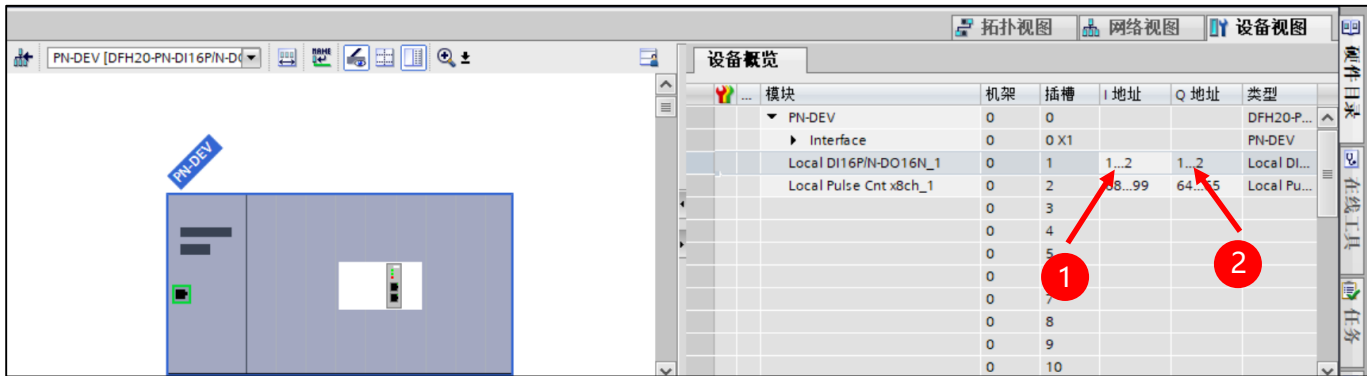 拓扑视图 网络视图 设备视图
PN-DEV [DFH20-PN-DI16P/N-DO
设备概览
... 模块 机架 插槽 I 地址 Q 地址 类型
PN-DEV 0 0 DFH20-P...
Interface 0 0 X1 PN-DEV
Local DI16P/N-DO16N_1 0 1 1...2 1...2 Local DI...
Local Pulse Cnt x8ch_1 0 2 68...99 64...65 Local Pu...
0 3
0 4
0 5
0
0 7
0 8
0 9
0 10
1
2
PN-DEV
硬件目录
在线工具
任务